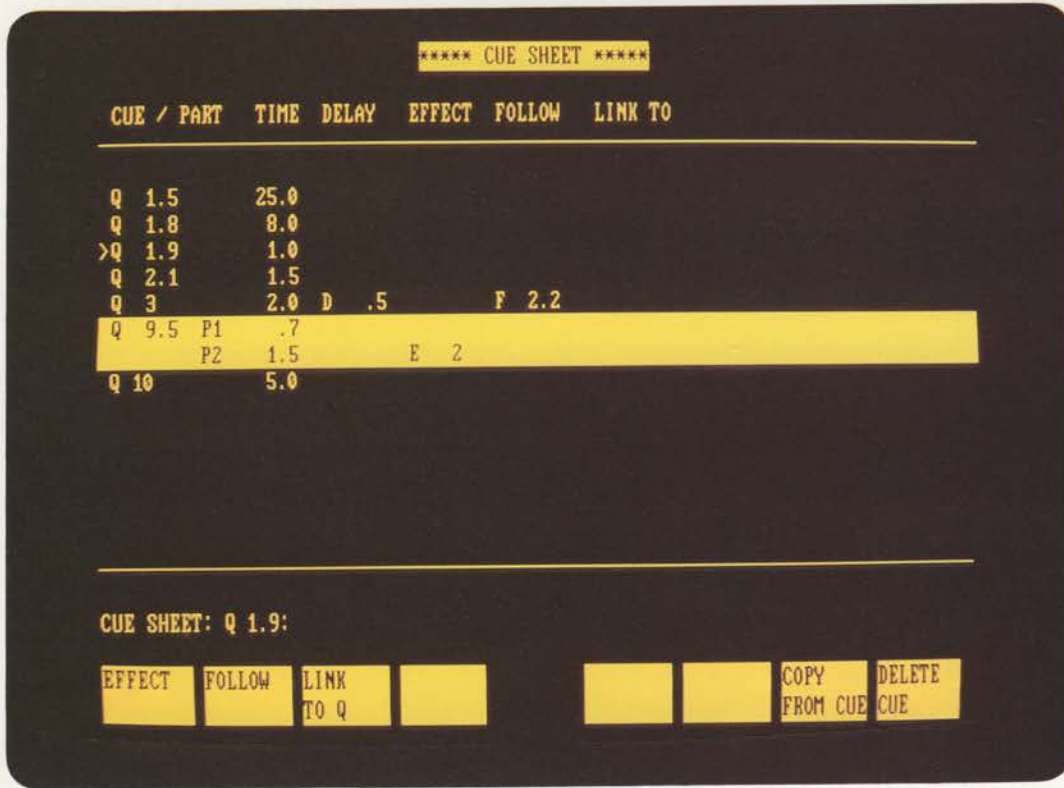 ***** CUE SHEET *****
CUE / PART TIME DELAY EFFECT FOLLOW LINK TO
Q 1.5 25.0
Q 1.8 8.0
>Q 1.9 1.0
Q 2.1 1.5
Q 3 2.0 D .5 F 2.2
Q 9.5 P1 .7
P2 1.5 E 2
Q 10 5.0
CUE SHEET: Q 1.9:
EFFECT FOLLOW LINK COPY DELETE
TO Q FROM CUE CUE